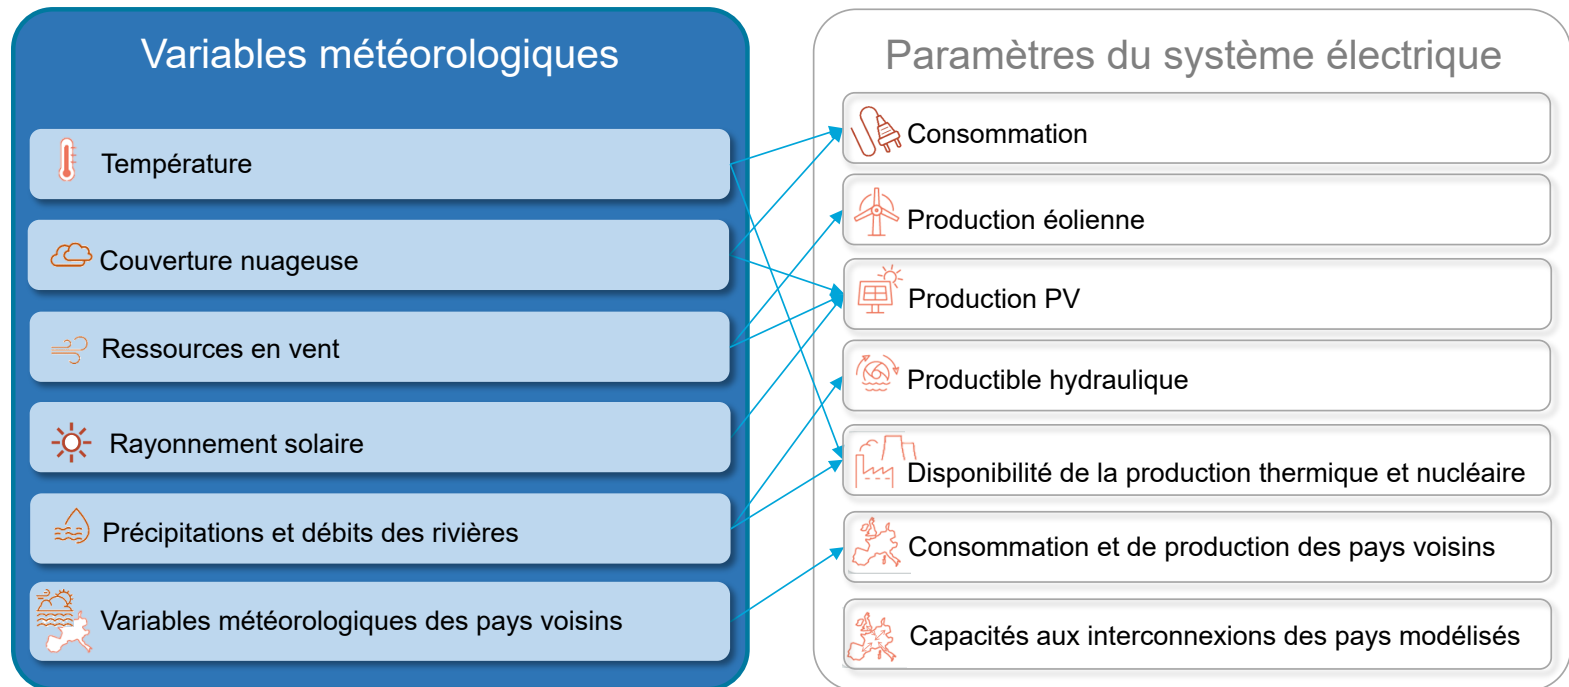 Variables météorologiques
Température
Couverture nuageuse
Ressources en vent
Rayonnement solaire
Précipitations et débits des rivières
Variables météorologiques des pays voisins
Paramètres du système électrique
Consommation
Production éolienne
Production PV
Productible hydraulique
Disponibilité de la production thermique et nucléaire
Consommation et de production des pays voisins
Capacités aux interconnexions des pays modélisés